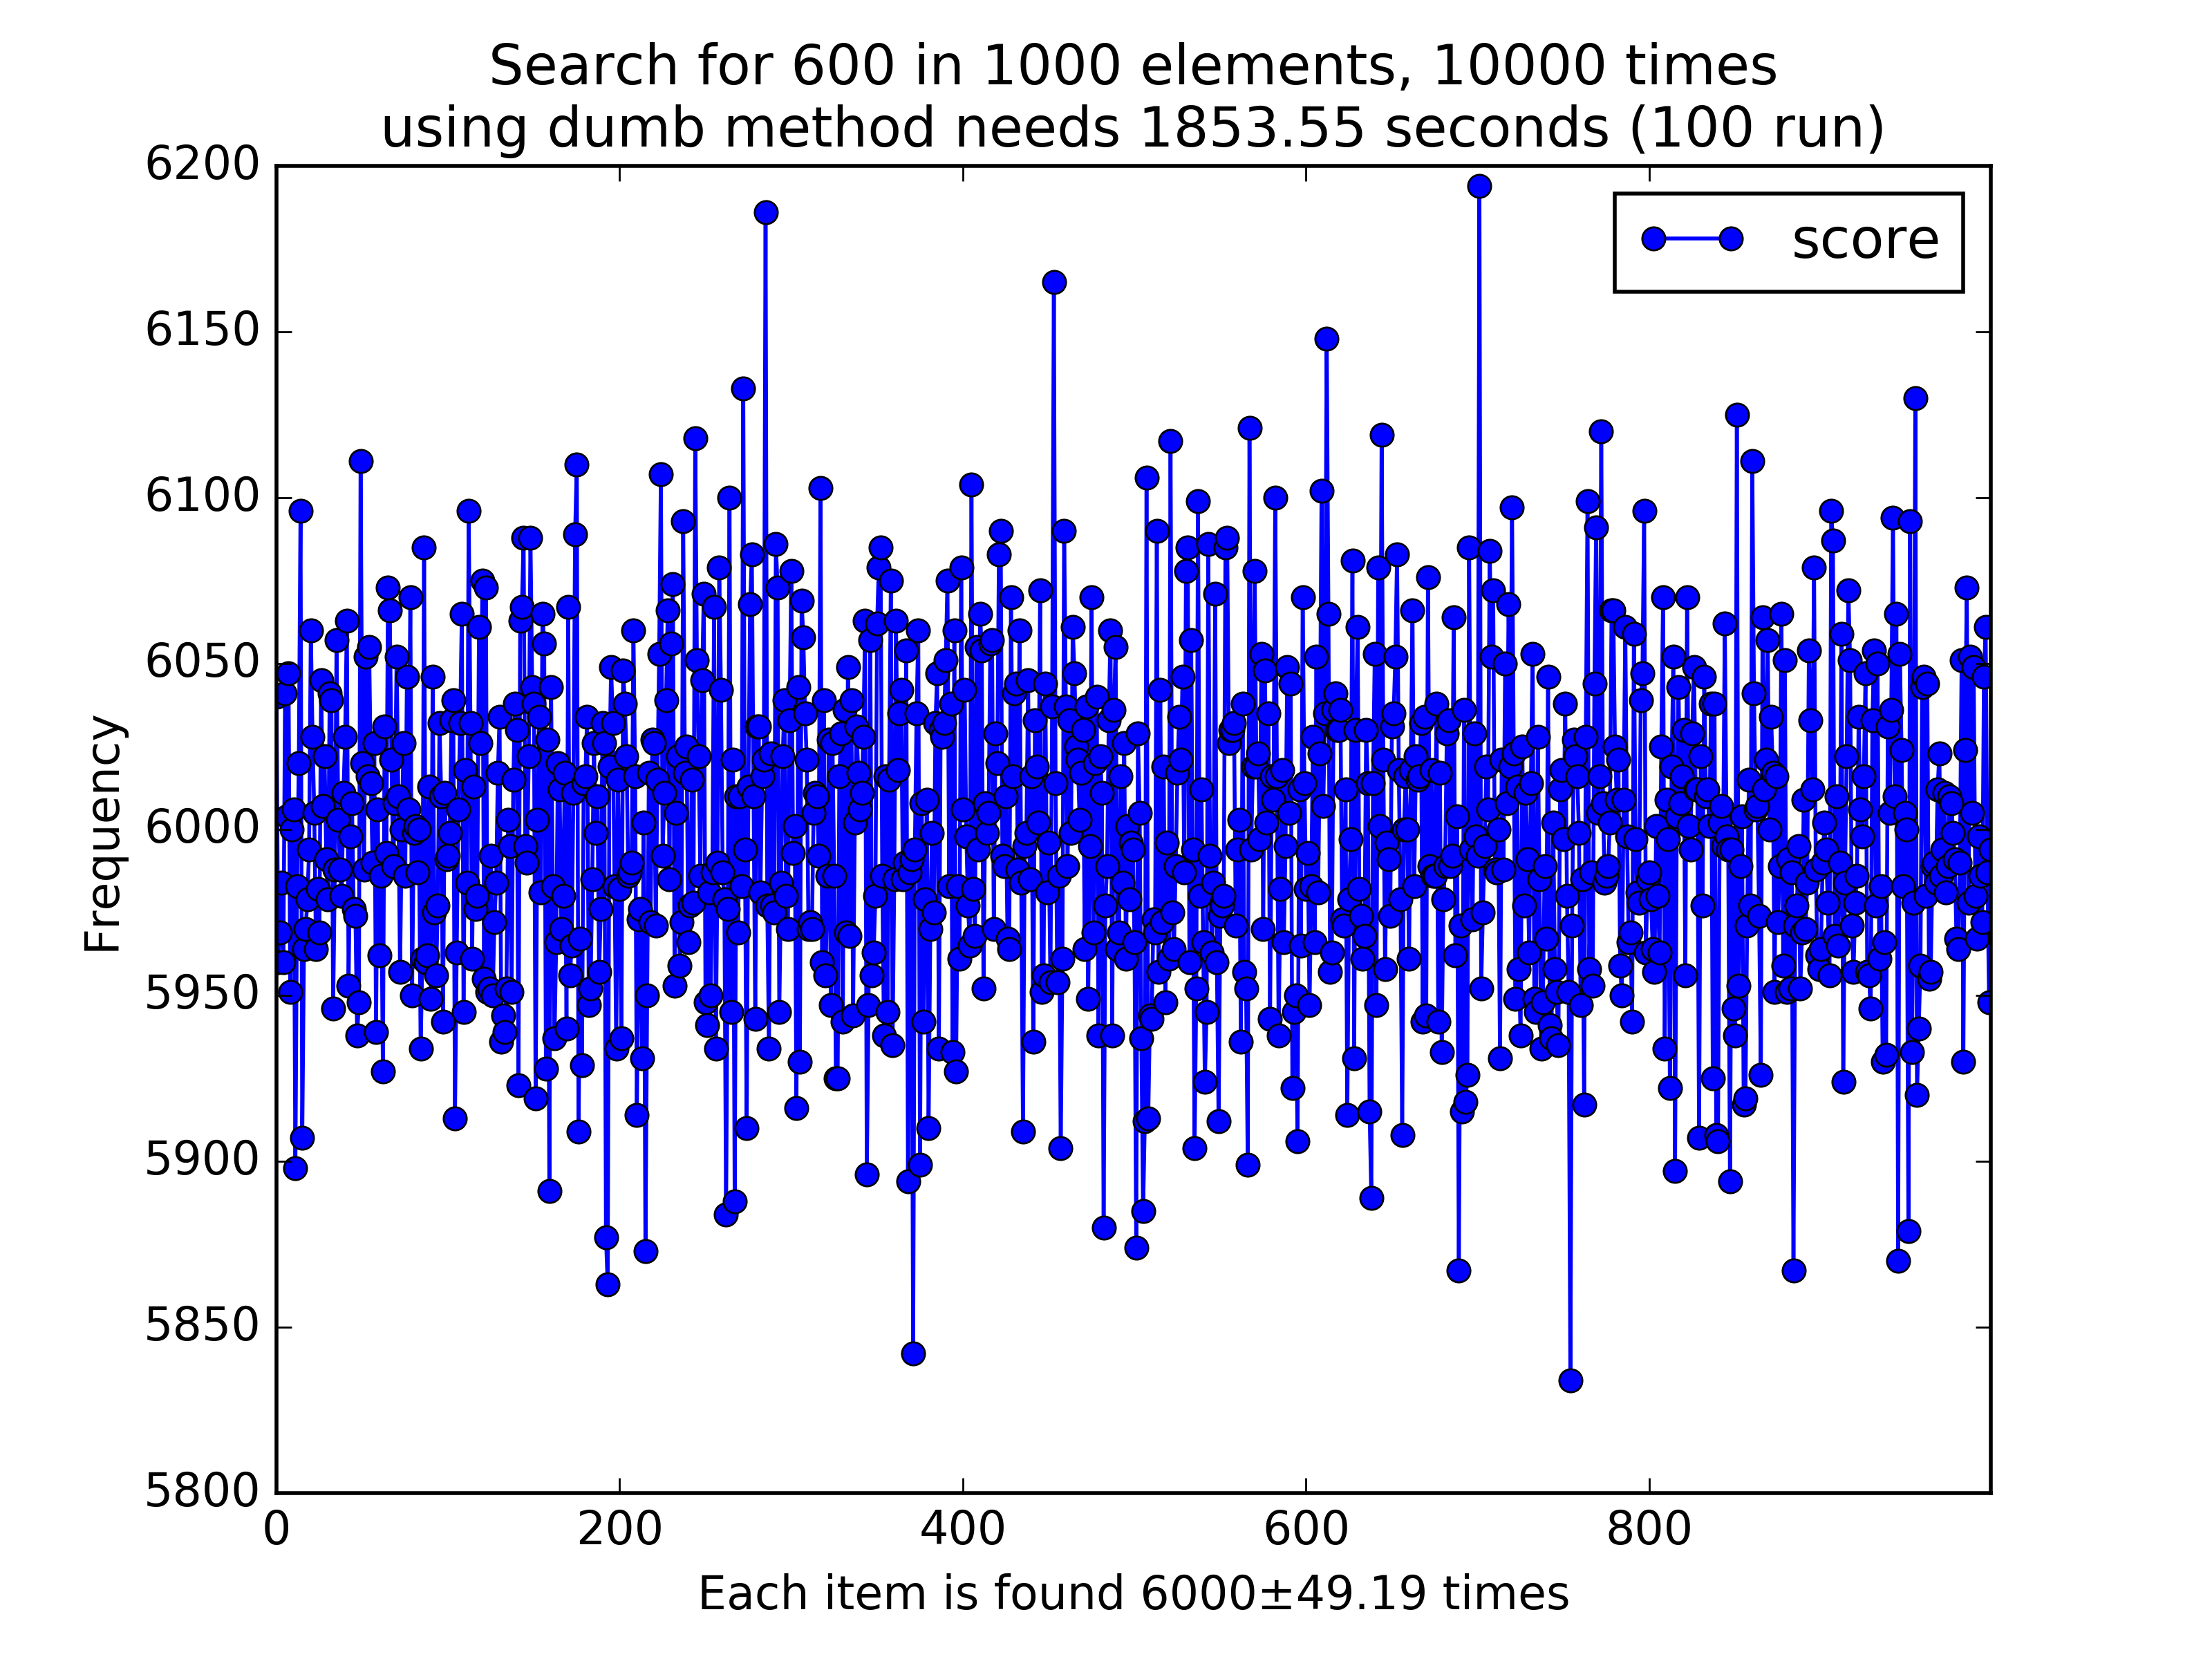 Search for 600 in 1000 elements, 10000 times
using dumb method needs 1853.55 seconds (100 run)
6200
6150
6100
6050
6000
5950
5900
5850
5800
Frequency
score
0 200 400 600 800
Each item is found 6000±49.19 times